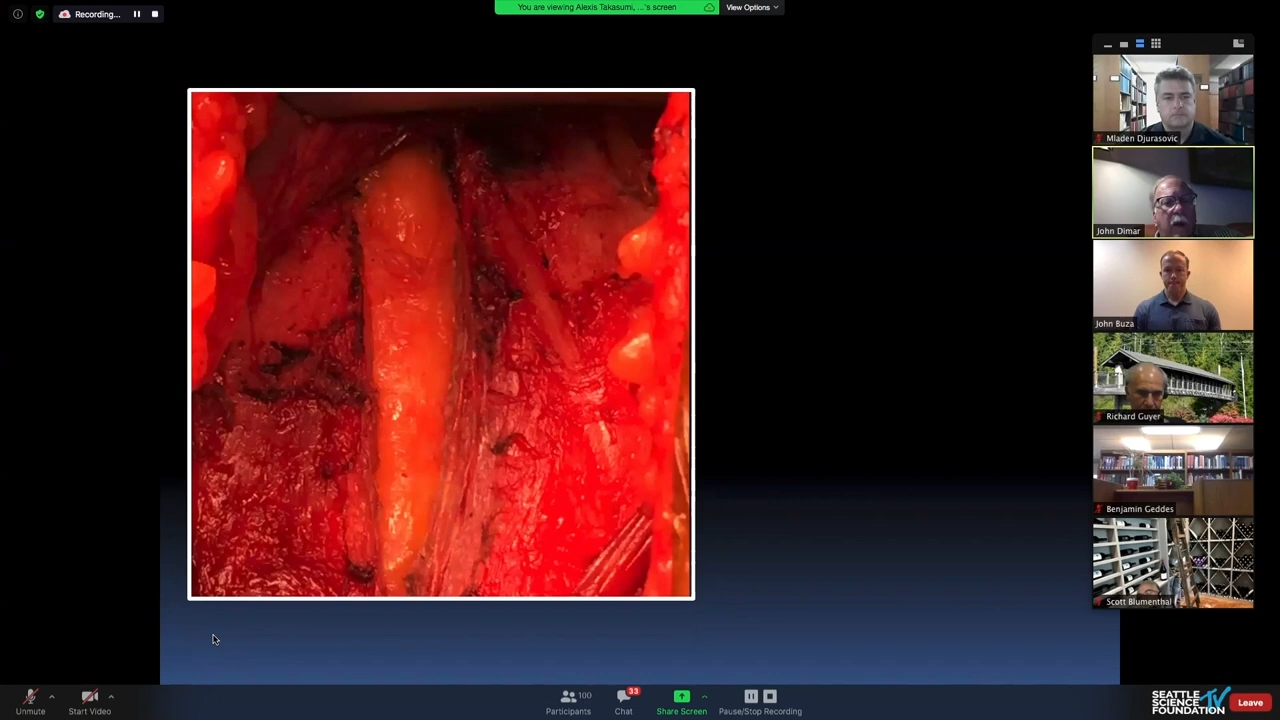 Recording...
You are viewing Alexis Takasumi, ...'s screen
View Options
Mladen Djurasovic
John Dimar
John Buza
Richard Guyer
Benjamin Geddes
Scott Blumenthal
Unmute
Start Video
100
Participants
33
Chat
Share Screen
Pause/Stop Recording
SEATTLE
SCIENCE TV
FOUNDATION
Leave